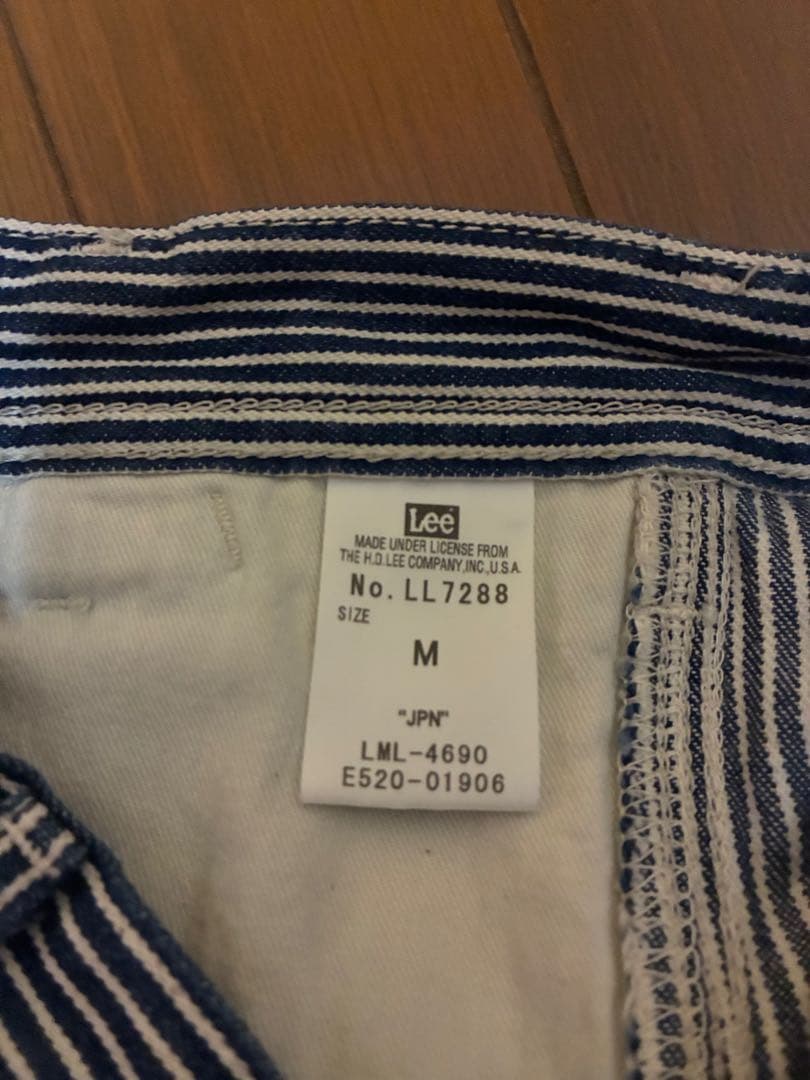 Lee
MADE UNDER LICENSE FROM
THE H.D.LEE COMPANY,INC.,U.S.A.
No. LL7288
SIZE
M
"JPN"
LML-4690
E520-01906